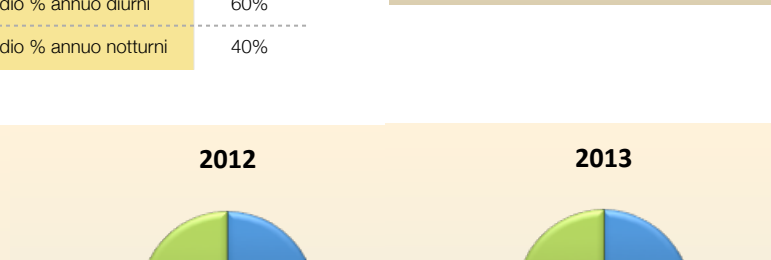 dio % annuo diurni 60%
dio % annuo notturni 40%
2012 2013